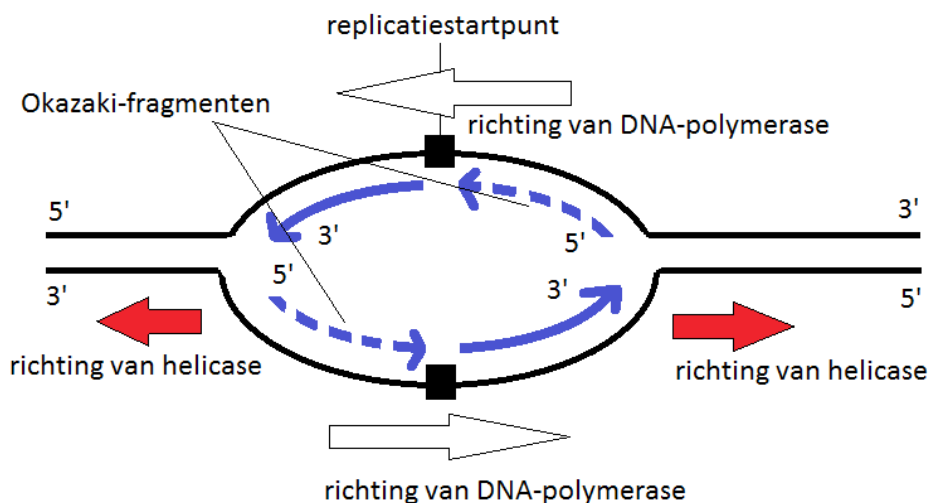 replicatiestartpunt
Okazaki-fragmenten
richting van DNA-polymerase
5'
3'
3'
5'
5'
3'
3'
5'
richting van helicase
richting van helicase
richting van DNA-polymerase